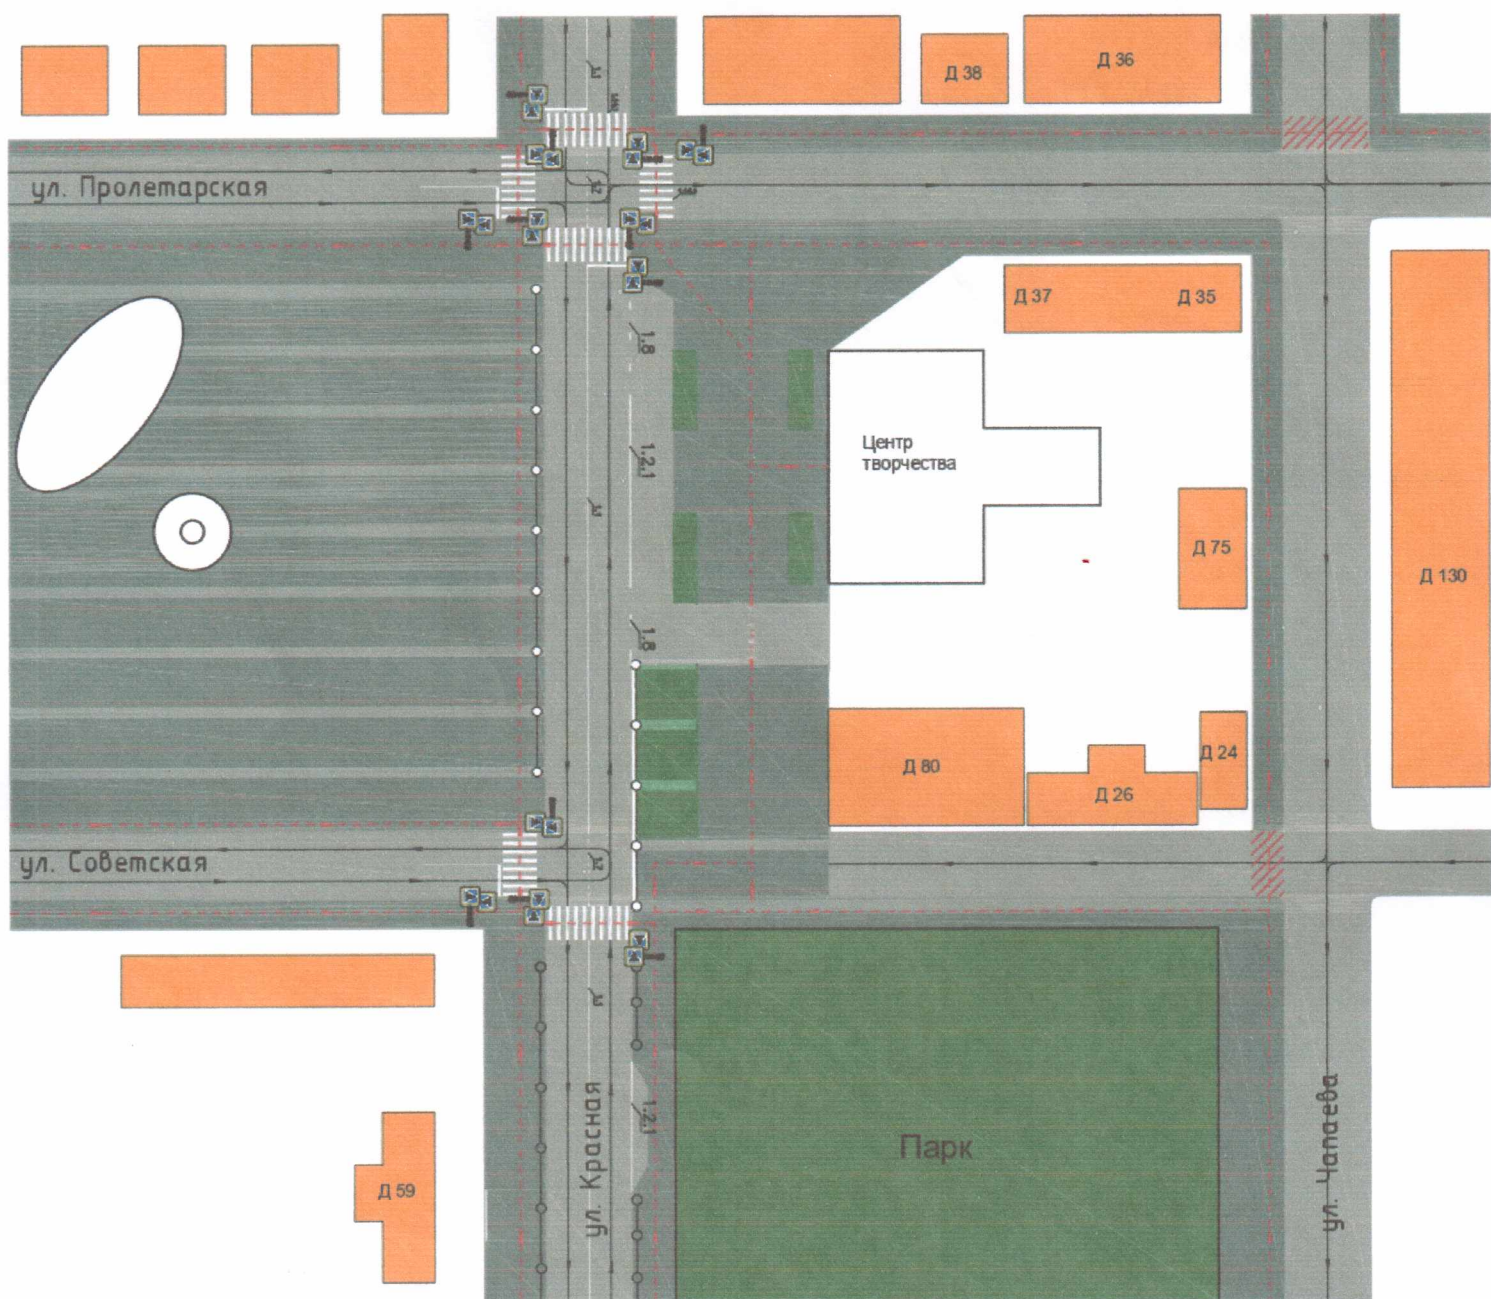 Д 38
Д 36
ул. Пролетарская
Д 37
Д 35
1.8
1.2.1
Центр
творчества
Д 75
Д 130
1.8
Д 80
Д 26
Д 24
ул. Советская
1.2.1
ул. Красная
Парк
ул. Чапаева
Д 59